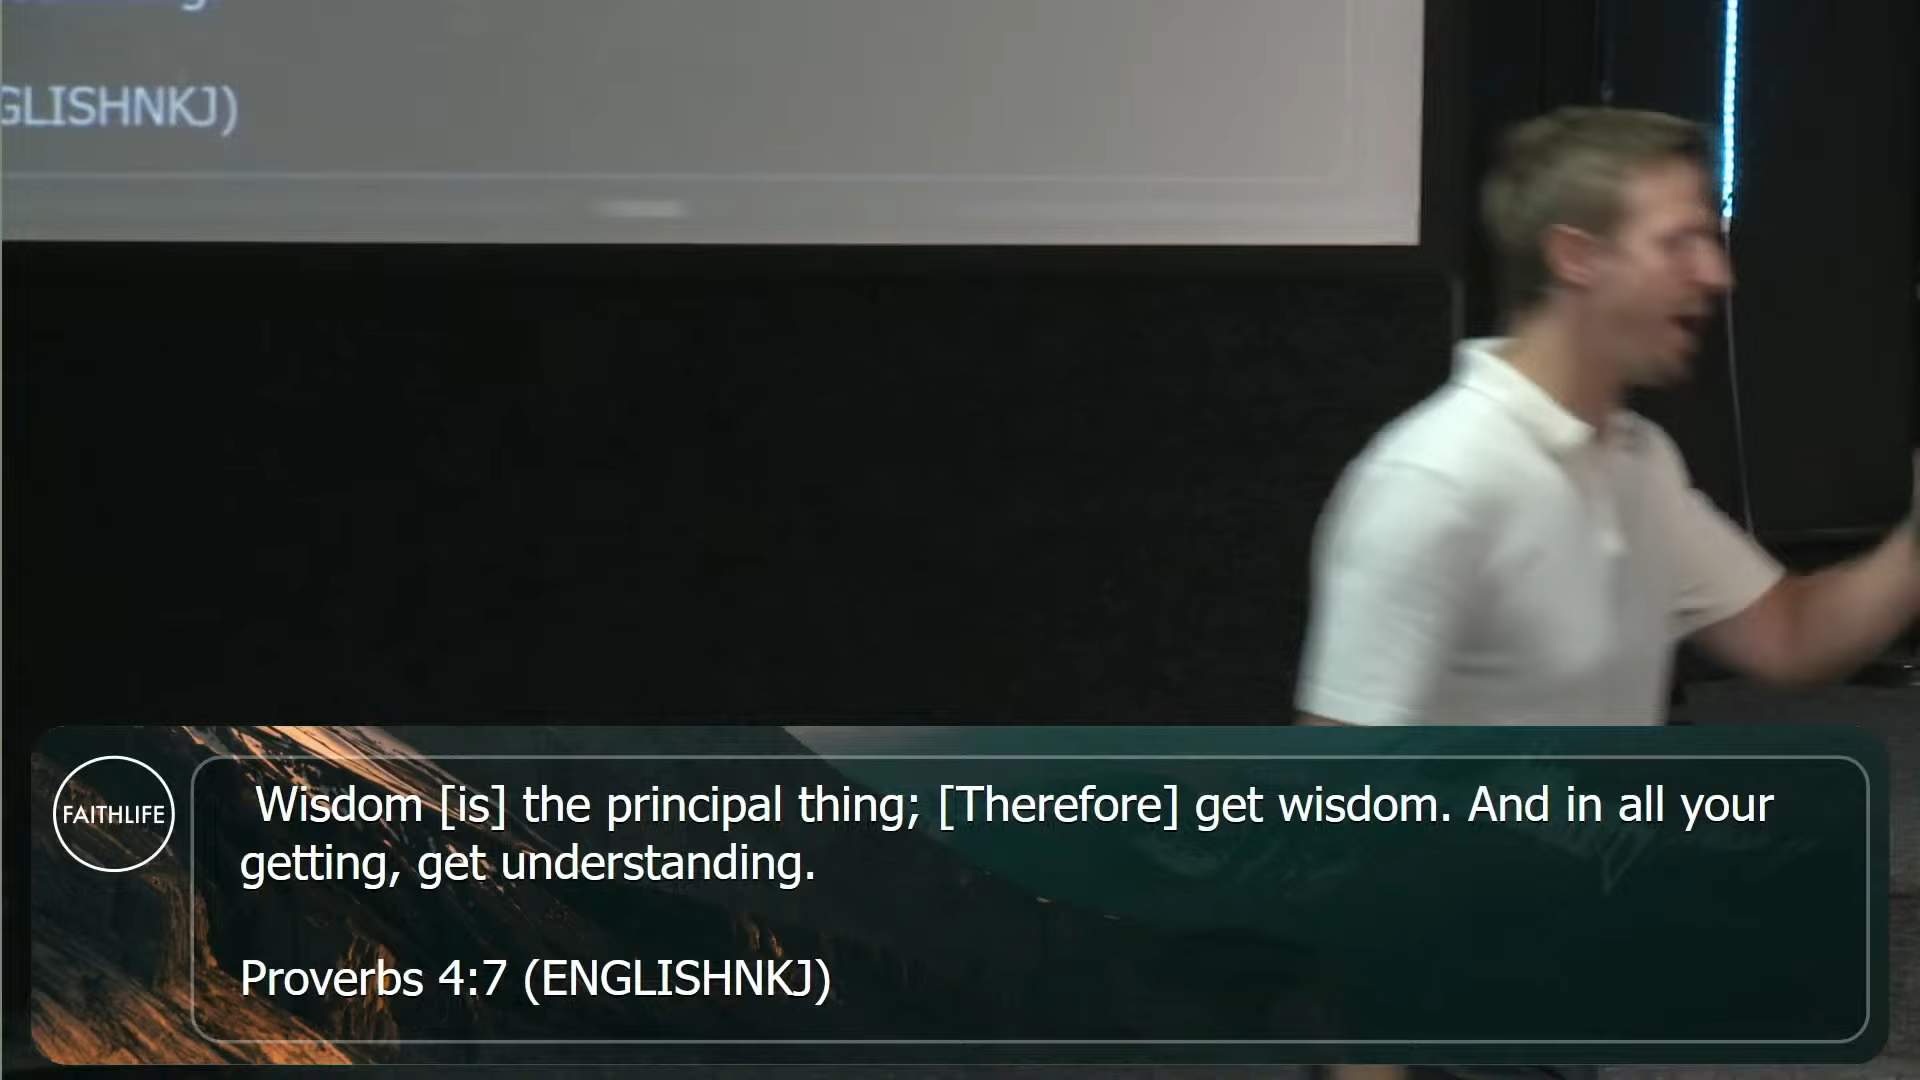 GLISHNKJ)
FAITHLIFE
Wisdom [is] the principal thing; [Therefore] get wisdom. And in all your
getting, get understanding.
Proverbs 4:7 (ENGLISHNKJ)